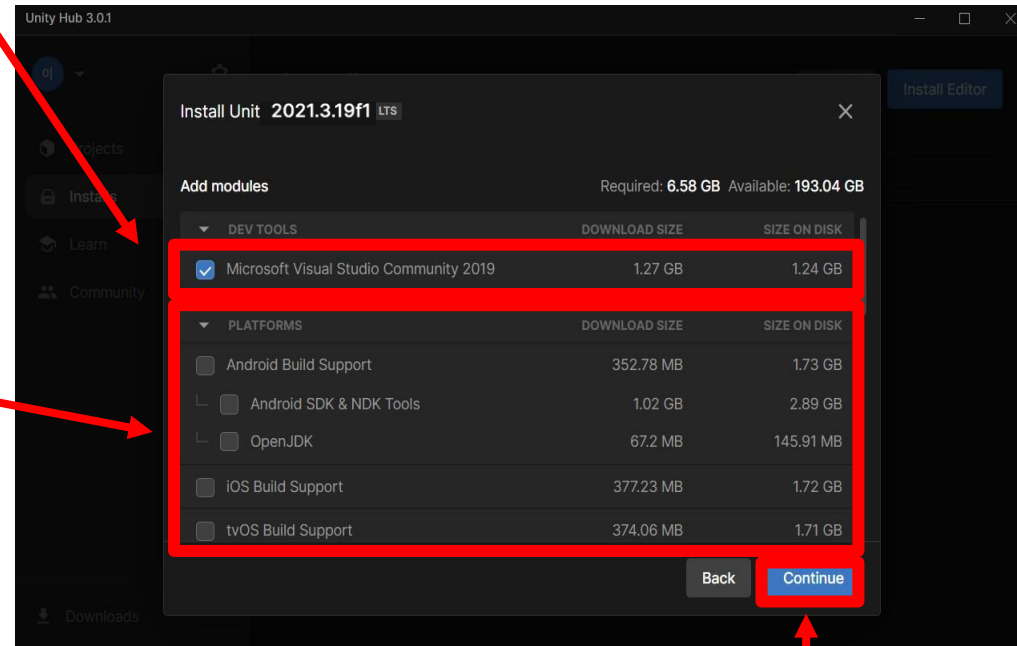 Unity Hub 3.0.1
이
Install Editor
Projects
Installs
Learn
Community
Downloads
Install Unit 2021.3.19f1 LTS
Add modules Required: 6.58 GB Available: 193.04 GB
DEV TOOLS DOWNLOAD SIZE SIZE ON DISK
Microsoft Visual Studio Community 2019 1.27 GB 1.24 GB
PLATFORMS DOWNLOAD SIZE SIZE ON DISK
Android Build Support 352.78 MB 1.73 GB
Android SDK & NDK Tools 1.02 GB 2.89 GB
OpenJDK 67.2 MB 145.91 MB
iOS Build Support 377.23 MB 1.72 GB
tvOS Build Support 374.06 MB 1.71 GB
Back Continue